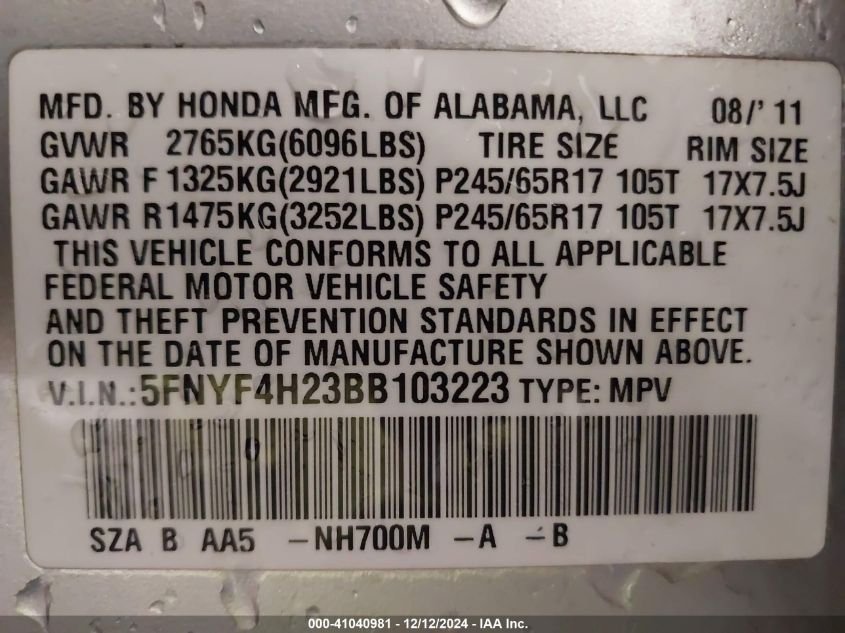 MFD. BY HONDA MFG. OF ALABAMA, LLC 08/' 11
GVWR 2765KG(6096LBS) TIRE SIZE RIM SIZE
GAWR F 1325KG(2921LBS) P245/65R17 105T 17X7.5J
GAWR R1475KG(3252LBS) P245/65R17 105T 17X7.5J
THIS VEHICLE CONFORMS TO ALL APPLICABLE
FEDERAL MOTOR VEHICLE SAFETY
AND THEFT PREVENTION STANDARDS IN EFFECT
ON THE DATE OF MANUFACTURE SHOWN ABOVE.
V.I.N.:5FNYF4H23BB103223 TYPE: MPV
SZA B AA5 -NH700M -A -B
000-41040981 - 12/12/2024 - IAA Inc.